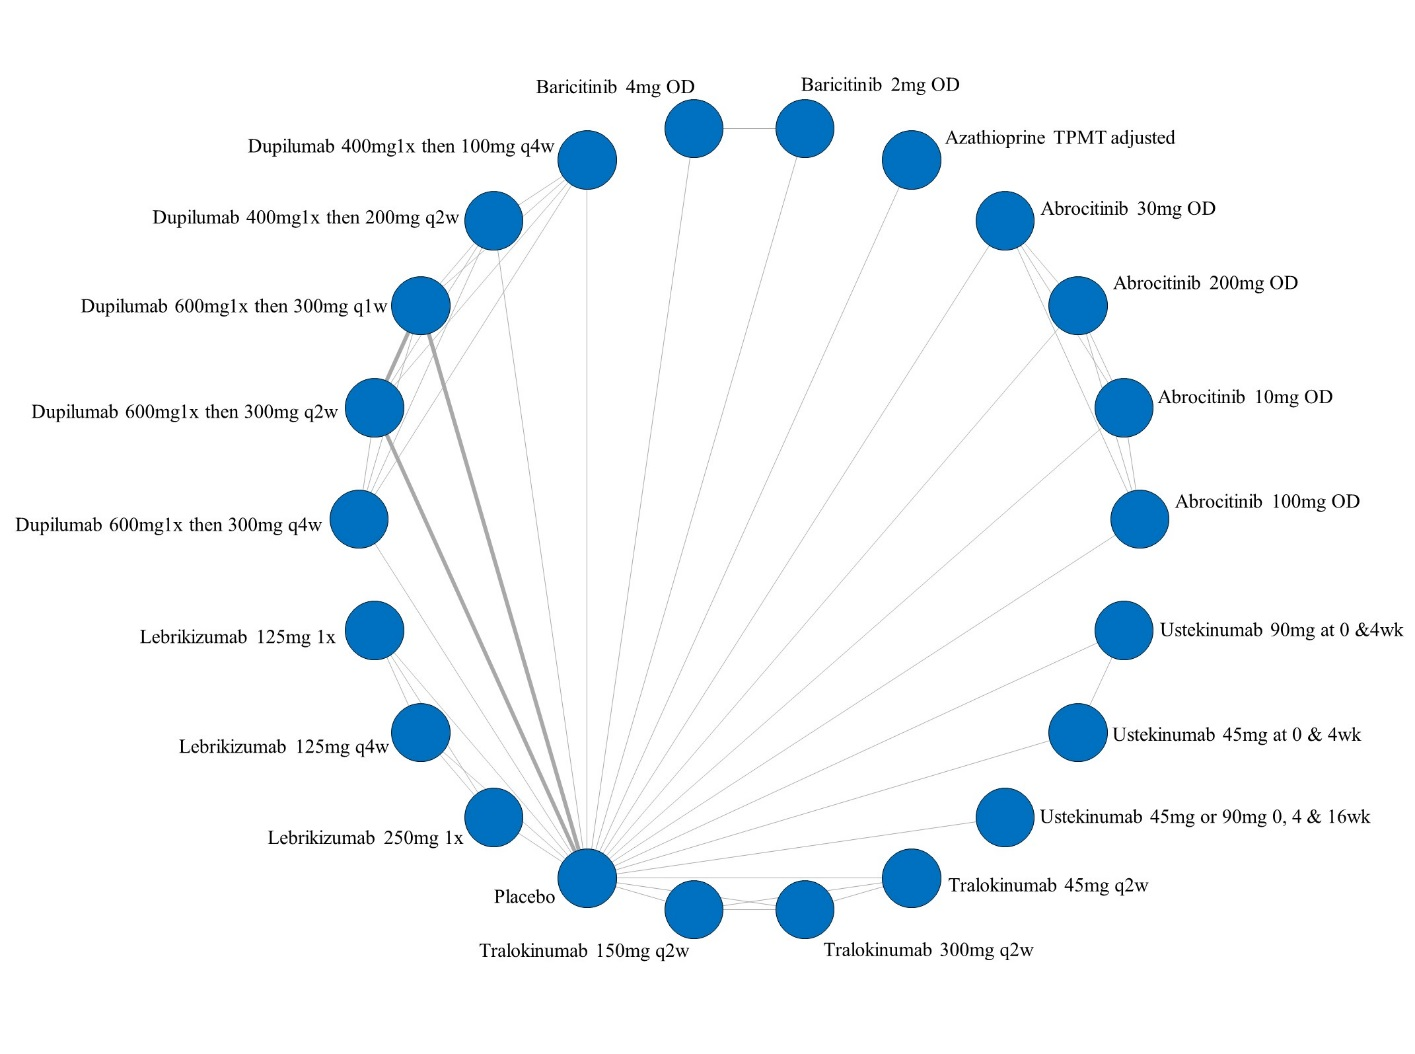 Baricitinib 4mg OD
Baricitinib 2mg OD
Azathioprine TPMT adjusted
Dupilumab 400mg1x then 100mg q4w
Abrocitinib 30mg OD
Dupilumab 400mg1x then 200mg q2w
Abrocitinib 200mg OD
Dupilumab 600mg1x then 300mg q1w
Abrocitinib 10mg OD
Dupilumab 600mg1x then 300mg q2w
Abrocitinib 100mg OD
Dupilumab 600mg1x then 300mg q4w
Ustekinumab 90mg at 0 &4wk
Lebrikizumab 125mg 1x
Ustekinumab 45mg at 0 & 4wk
Lebrikizumab 125mg q4w
Ustekinumab 45mg or 90mg 0, 4 & 16wk
Lebrikizumab 250mg 1x
Tralokinumab 45mg q2w
Placebo
Tralokinumab 150mg q2w
Tralokinumab 300mg q2w